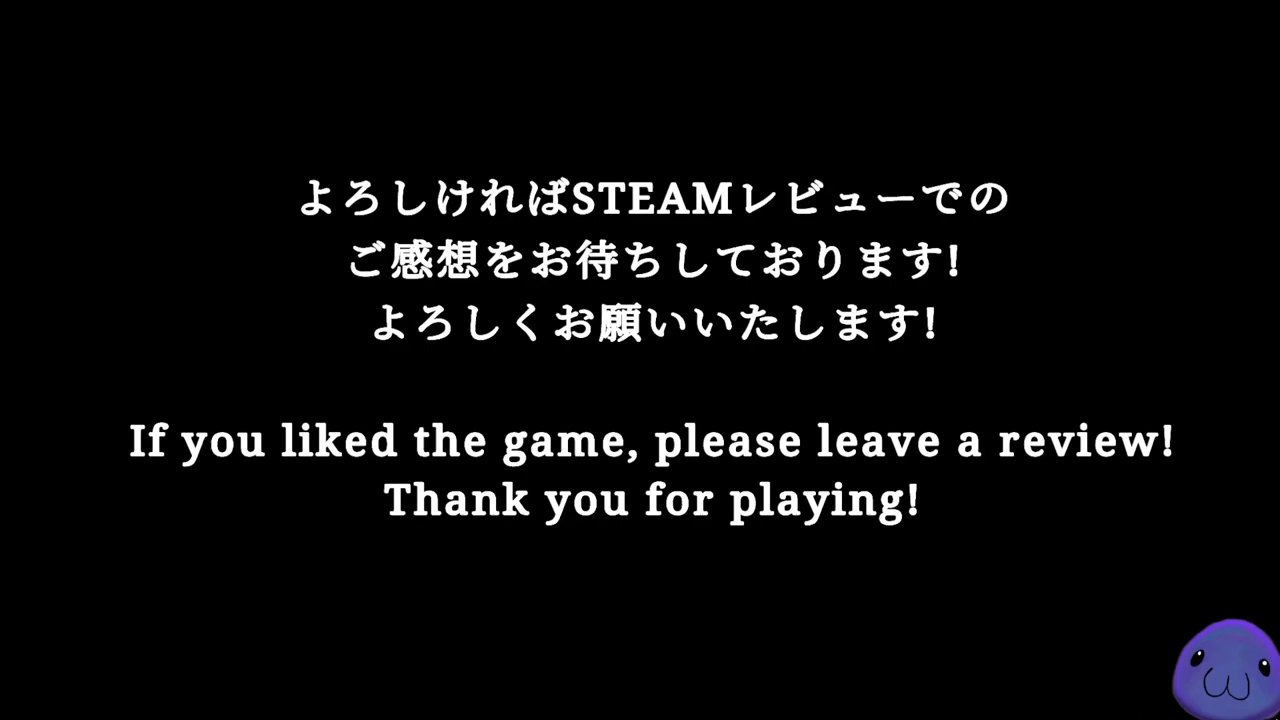 よろしければSTEAMレビューでの
ご感想をお待ちしております!
よろしくお願いいたします!
If you liked the game, please leave a review!
Thank you for playing!